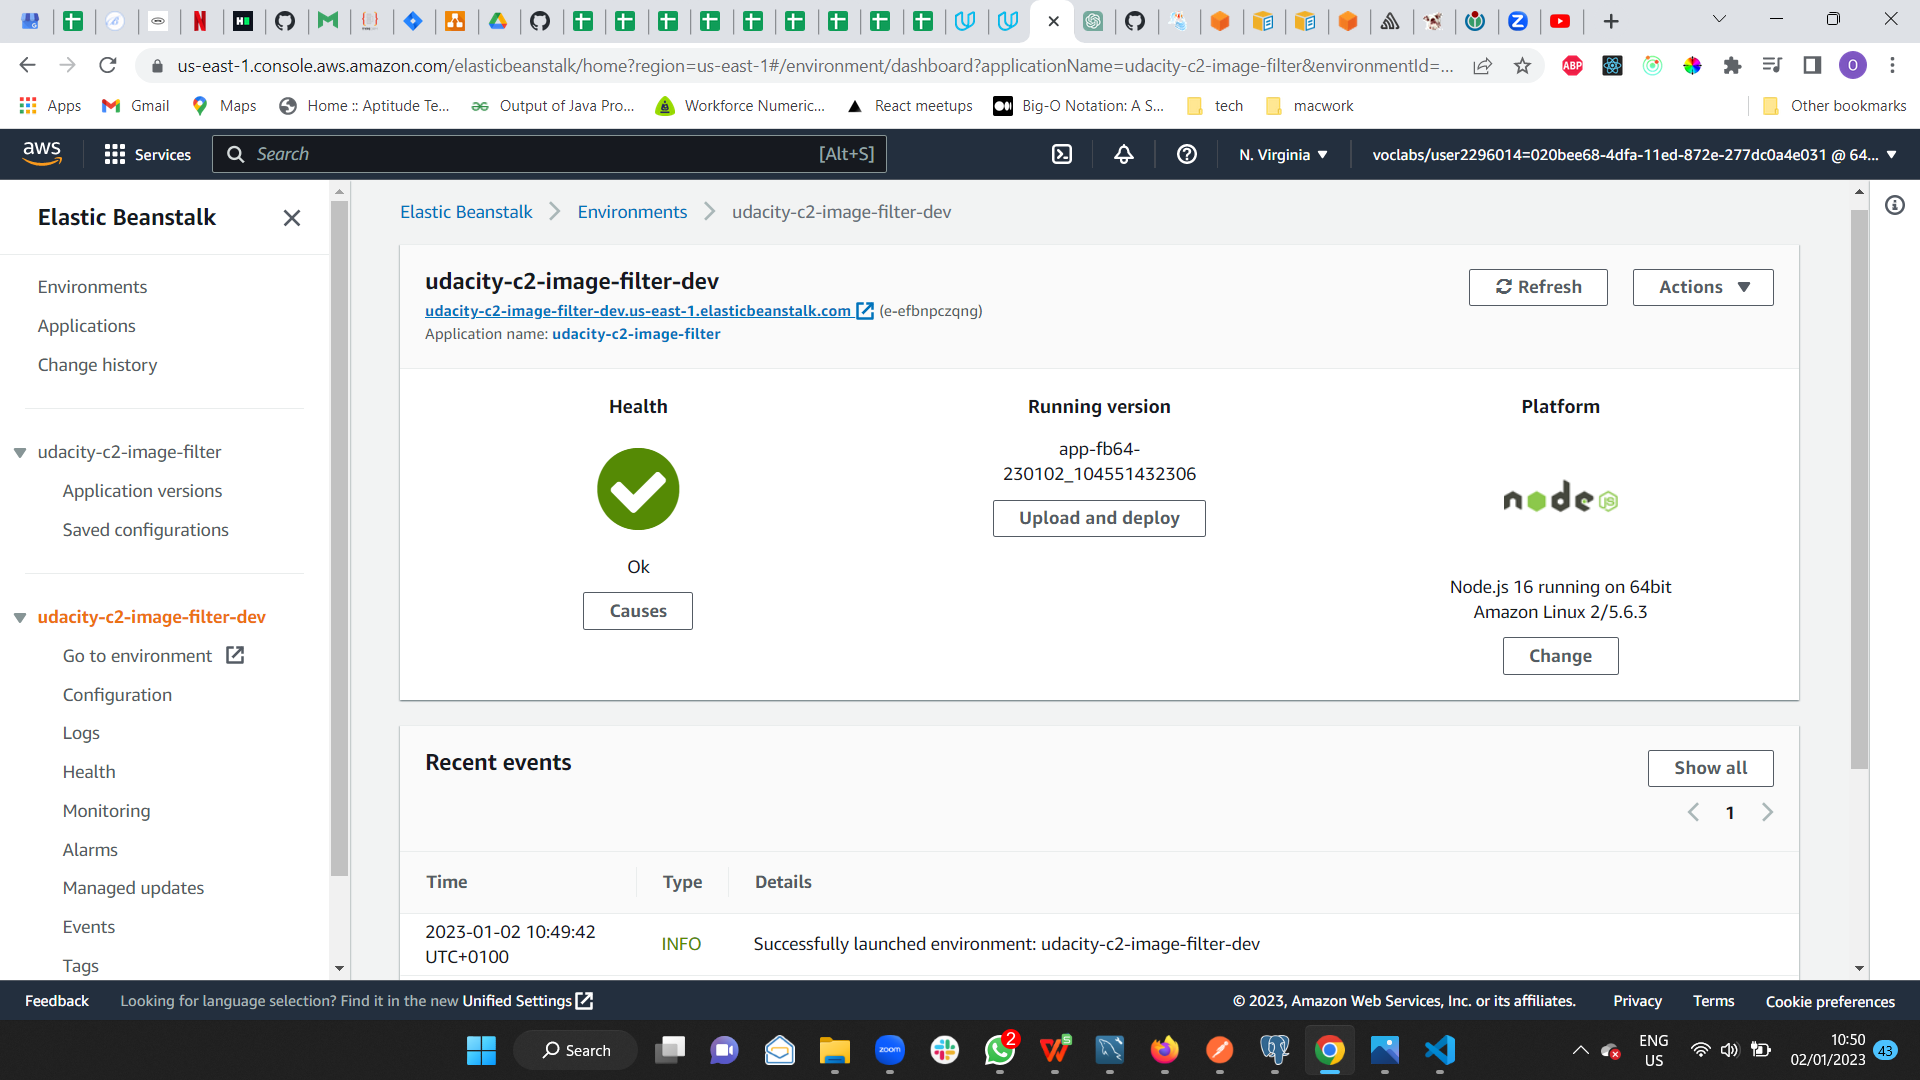 us-east-1.console.aws.amazon.com/elasticbeanstalk/home?region=us-east-1#/environment/dashboard?applicationName=udacity-c2-image-filter&environmentId=...
ABP
O
Apps
Gmail
Maps
Home :: Aptitude Te...
Output of Java Pro...
Workforce Numeric...
React meetups
Big-O Notation: A S...
tech
macwork
Other bookmarks
aws
Services
Search
[Alt+S]
N. Virginia
voclabs/user2296014=020bee68-4dfa-11ed-872e-277dc0a4e031 @ 64...
Elastic Beanstalk
Environments
Applications
Change history
udacity-c2-image-filter
Application versions
Saved configurations
udacity-c2-image-filter-dev
Go to environment
Configuration
Logs
Health
Monitoring
Alarms
Managed updates
Events
Tags
Elastic Beanstalk
Environments
udacity-c2-image-filter-dev
udacity-c2-image-filter-dev
Refresh
Actions
udacity-c2-image-filter-dev.us-east-1.elasticbeanstalk.com (e-efbnpczqng)
Application name: udacity-c2-image-filter
Health
Ok
Causes
Running version
app-fb64-
230102_104551432306
Upload and deploy
Platform
node JS
Node.js 16 running on 64bit
Amazon Linux 2/5.6.3
Change
Recent events
Show all
1
Time Type Details
2023-01-02 10:49:42
UTC+0100
INFO
Successfully launched environment: udacity-c2-image-filter-dev
Feedback
Looking for language selection? Find it in the new Unified Settings
© 2023, Amazon Web Services, Inc. or its affiliates.
Privacy
Terms
Cookie preferences
Search
zoom
2
ENG
US
10:50
02/01/2023
43